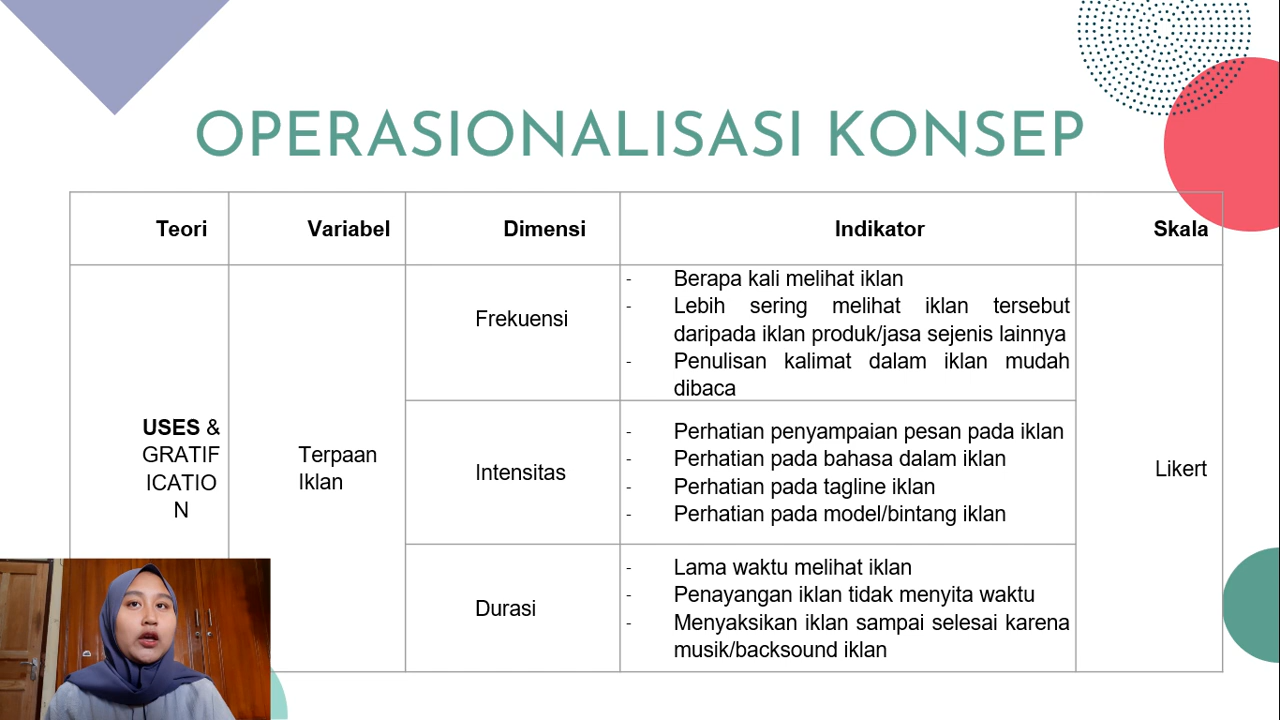 OPERASIONALISASI KONSEP
Teori
Variabel
Dimensi
Indikator
Skala
USES &
GRATIF
ICATIO
N
Terpaan
Iklan
Frekuensi
- Berapa kali melihat iklan
- Lebih sering melihat iklan tersebut
daripada iklan produk/jasa sejenis lainnya
- Penulisan kalimat dalam iklan mudah
dibaca
Intensitas
- Perhatian penyampaian pesan pada iklan
- Perhatian pada bahasa dalam iklan
- Perhatian pada tagline iklan
- Perhatian pada model/bintang iklan
Durasi
- Lama waktu melihat iklan
- Penayangan iklan tidak menyita waktu
- Menyaksikan iklan sampai selesai karena
musik/backsound iklan
Likert